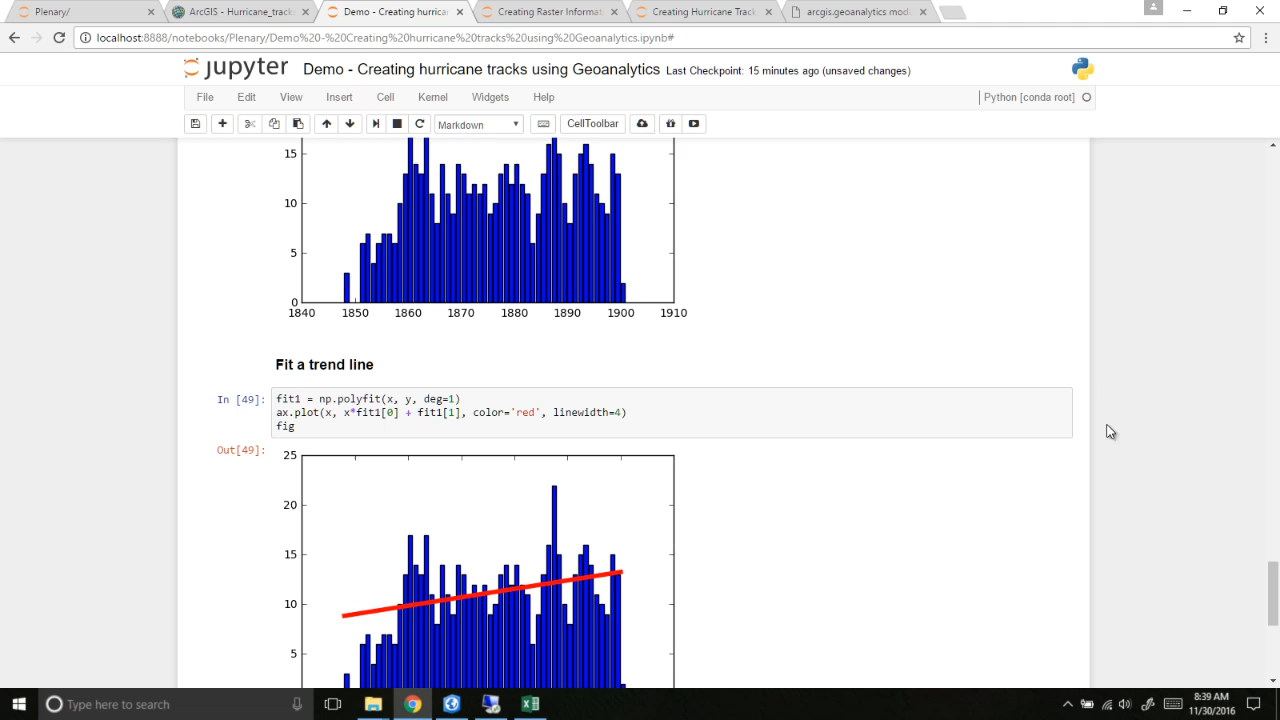 Plenary/
ArcGIS - Hurricane_track
Demo - Creating hurrica
Creating Raster Informat
Creating Hurricane Track
arcgis.geoanalytics mod
localhost:8888/notebooks/Plenary/Demo%20-%20Creating%20hurricane%20tracks%20using%20Geoanalytics.ipynb#
jupyter Demo - Creating hurricane tracks using Geoanalytics Last Checkpoint: 15 minutes ago (unsaved changes)
File Edit View Insert Cell Kernel Widgets Help Python [conda root]
Markdown CellToolbar
15
10
5
0
1840 1850 1860 1870 1880 1890 1900 1910
Fit a trend line
In [49]: fit1 = np.polyfit(x, y, deg=1)
ax.plot(x, x*fit1[0] + fit1[1], color='red', linewidth=4)
fig
Out[49]: 25
20
15
10
5
Type here to search
8:39 AM
11/30/2016